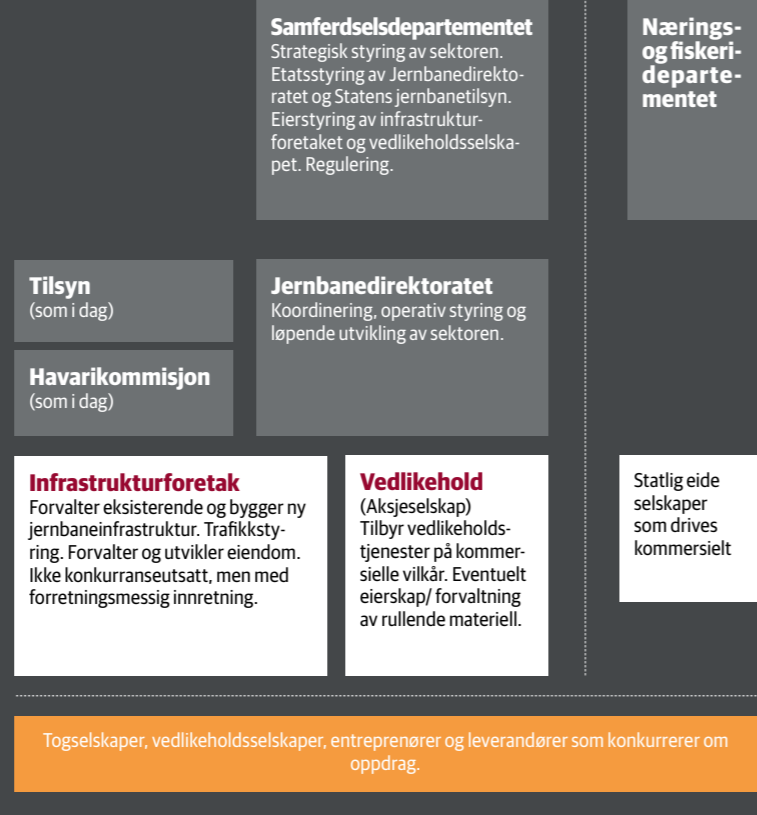 Samferdselsdepartementet
Strategisk styring av sektoren.
Etatsstyring av Jernbanedirekto-
ratet og Statens jernbanetilsyn.
Eierstyring av infrastruktur-
foretaket og vedlikeholdsselska-
pet. Regulering.
Nærings-
og fiskeri-
departe-
mentet
Tilsyn
(som i dag)
Havarikommisjon
(som i dag)
Jernbanedirektoratet
Koordinering, operativ styring og
løpende utvikling av sektoren.
Infrastrukturforetak
Forvalter eksisterende og bygger ny
jernbaneinfrastruktur. Trafikksty-
ring. Forvalter og utvikler eiendom.
Ikke konkurranseutsatt, men med
forretningsmessig innretning.
Vedlikehold
(Aksjeselskap)
Tilbyr vedlikeholds-
tjenester på kommer-
sielle vilkår. Eventuelt
eierskap/ forvaltning
av rullende materiell.
Statlig eide
selskaper
som drives
kommersielt
Togselskaper, vedlikeholdsselskaper, entreprenører og leverandører som konkurrerer om
oppdrag.